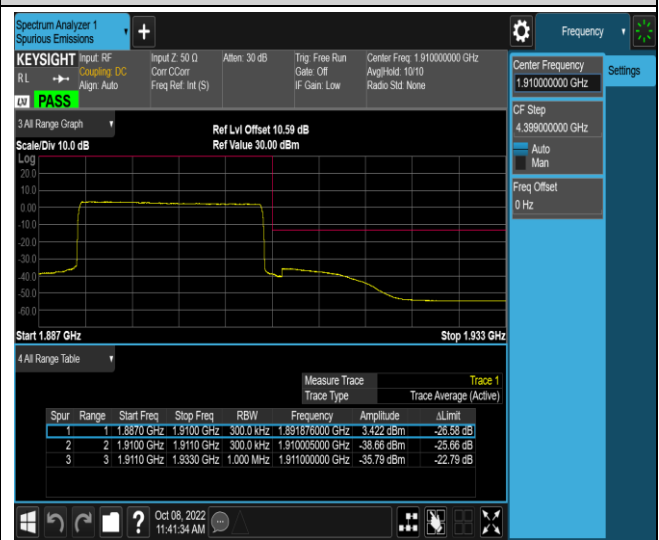 Spectrum Analyzer 1
Spurious Emissions
+
Frequency
KEYSIGHT Input: RF Input Z: 50 Ω Atten: 30 dB Trig: Free Run Center Freq: 1.910000000 GHz
RL Coupling: DC Corr CCorr Gate: Off Avg|Hold: 10/10
Align: Auto Freq Ref: Int (S) IF Gain: Low Radio Std: None
LXI PASS
Center Frequency
1.910000000 GHz
Settings
CF Step
4.399000000 GHz
Auto
Man
Freq Offset
0 Hz
3 All Range Graph
Ref Lvl Offset 10.59 dB
Scale/Div 10.0 dB Ref Value 30.00 dBm
Log
20.0
10.0
0.00
-10.0
-20.0
-30.0
-40.0
-50.0
-60.0
Start 1.887 GHz Stop 1.933 GHz
4 All Range Table
Measure Trace Trace 1
Trace Type Trace Average (Active)
Spur Range Start Freq Stop Freq RBW Frequency Amplitude ΔLimit
1 1 1.8870 GHz 1.9100 GHz 300.0 kHz 1.891876000 GHz 3.422 dBm -26.58 dB
2 2 1.9100 GHz 1.9110 GHz 300.0 kHz 1.910005000 GHz -38.66 dBm -25.66 dB
3 3 1.9110 GHz 1.9330 GHz 1.000 MHz 1.911000000 GHz -35.79 dBm -22.79 dB
? Oct 08, 2022
11:41:34 AM